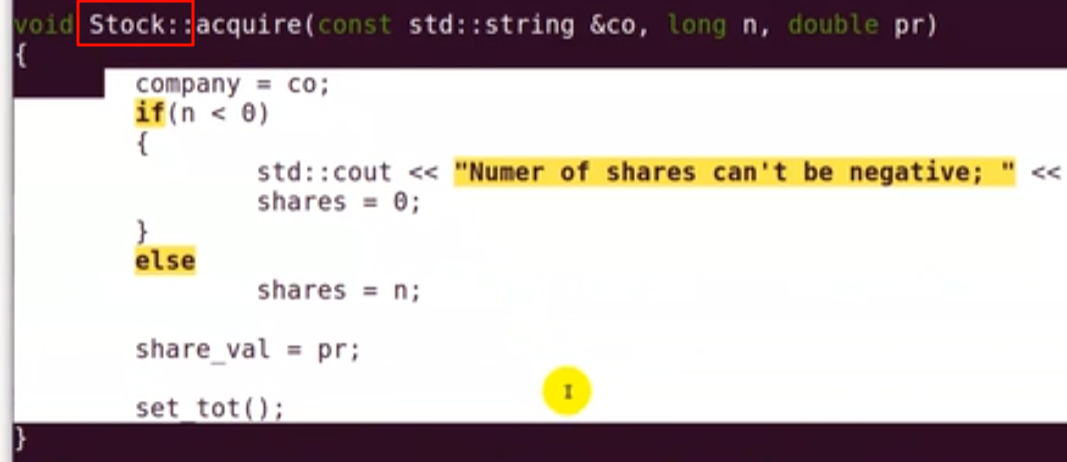 void Stock::acquire(const std::string &co, long n, double pr)
{
company = co;
if(n < 0)
{
std::cout << "Numer of shares can't be negative; " <<
shares = 0;
}
else
shares = n;
share_val = pr;
set_tot();
}